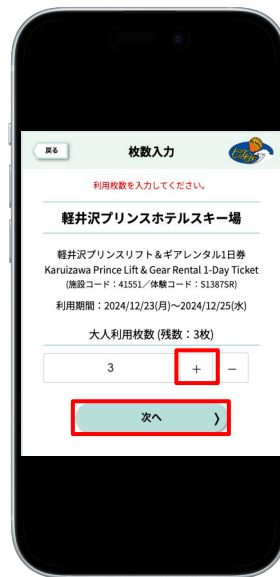 戻る
枚数入力
利用枚数を入力してください。
軽井沢プリンスホテルスキー場
軽井沢プリンスリフト＆ギアレンタル1日券
Karuizawa Prince Lift & Gear Rental 1-Day Ticket
(施設コード：41551／体験コード：S1387SR)
利用期間：2024/12/23(月)～2024/12/25(水)
大人利用枚数 (残数：3枚)
3 + −
次へ 〉